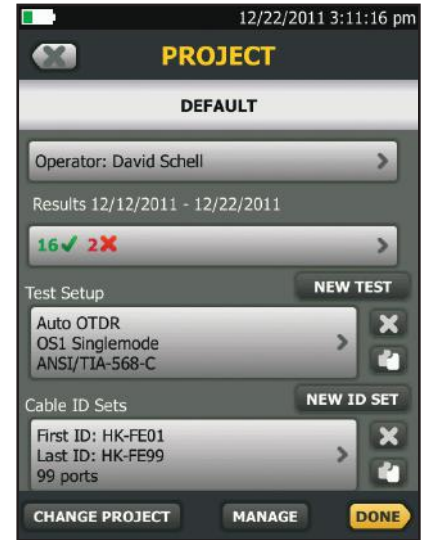 12/22/2011 3:11:16 pm
PROJECT
DEFAULT
Operator: David Schell
Results 12/12/2011 - 12/22/2011
16✔ 2✖
Test Setup
NEW TEST
Auto OTDR
OS1 Singlemode
ANSI/TIA-568-C
Cable ID Sets
NEW ID SET
First ID: HK-FE01
Last ID: HK-FE99
99 ports
CHANGE PROJECT
MANAGE
DONE